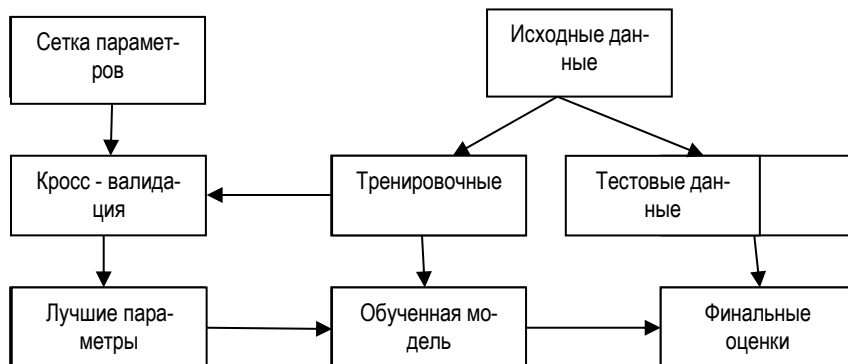 Сетка парамет-
ров
Исходные дан-
ные
Кросс - валида-
ция
Тренировочные
Тестовые дан-
ные
Лучшие пара-
метры
Обученная мо-
дель
Финальные
оценки